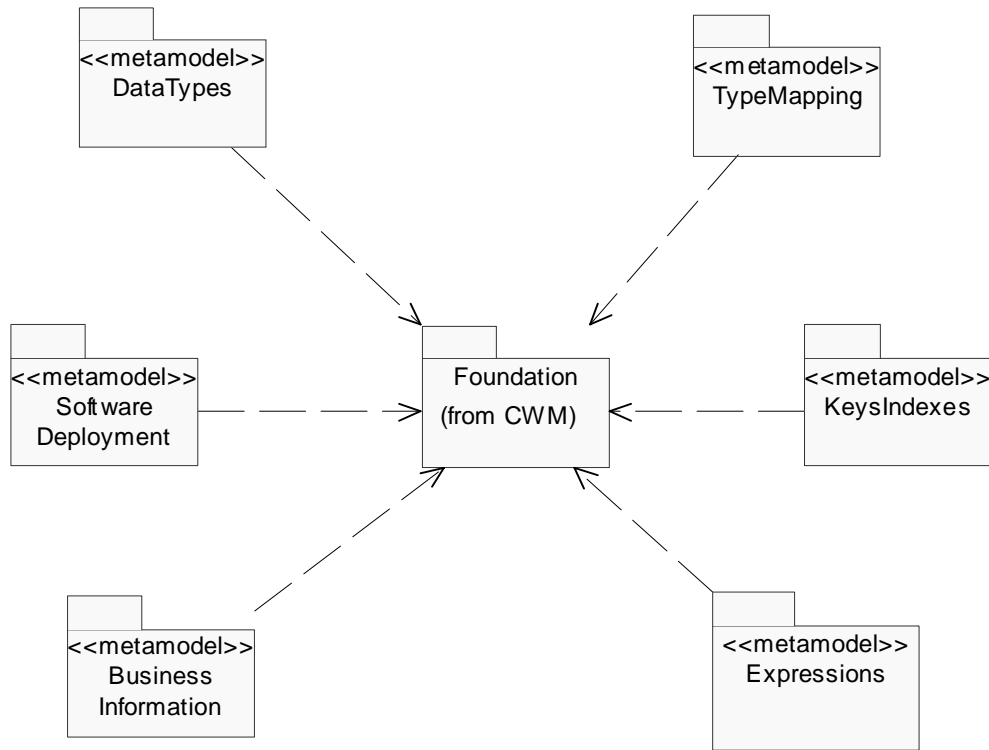 <<metamodel>>
DataTypes
<<metamodel>>
TypeMapping
<<metamodel>>
Software
Deployment
Foundation
(from CWM)
<<metamodel>>
KeysIndexes
<<metamodel>>
Business
Information
<<metamodel>>
Expressions